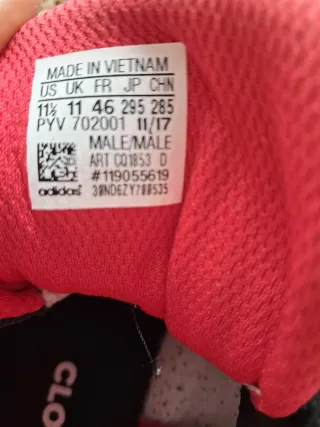 MADE IN VIETNAM
US UK FR JP CHN
11½ 11 46 295 285
PYV 702001 11/17
MALE/MALE
ART CQ1853 D
#119055619
adidas
CLO